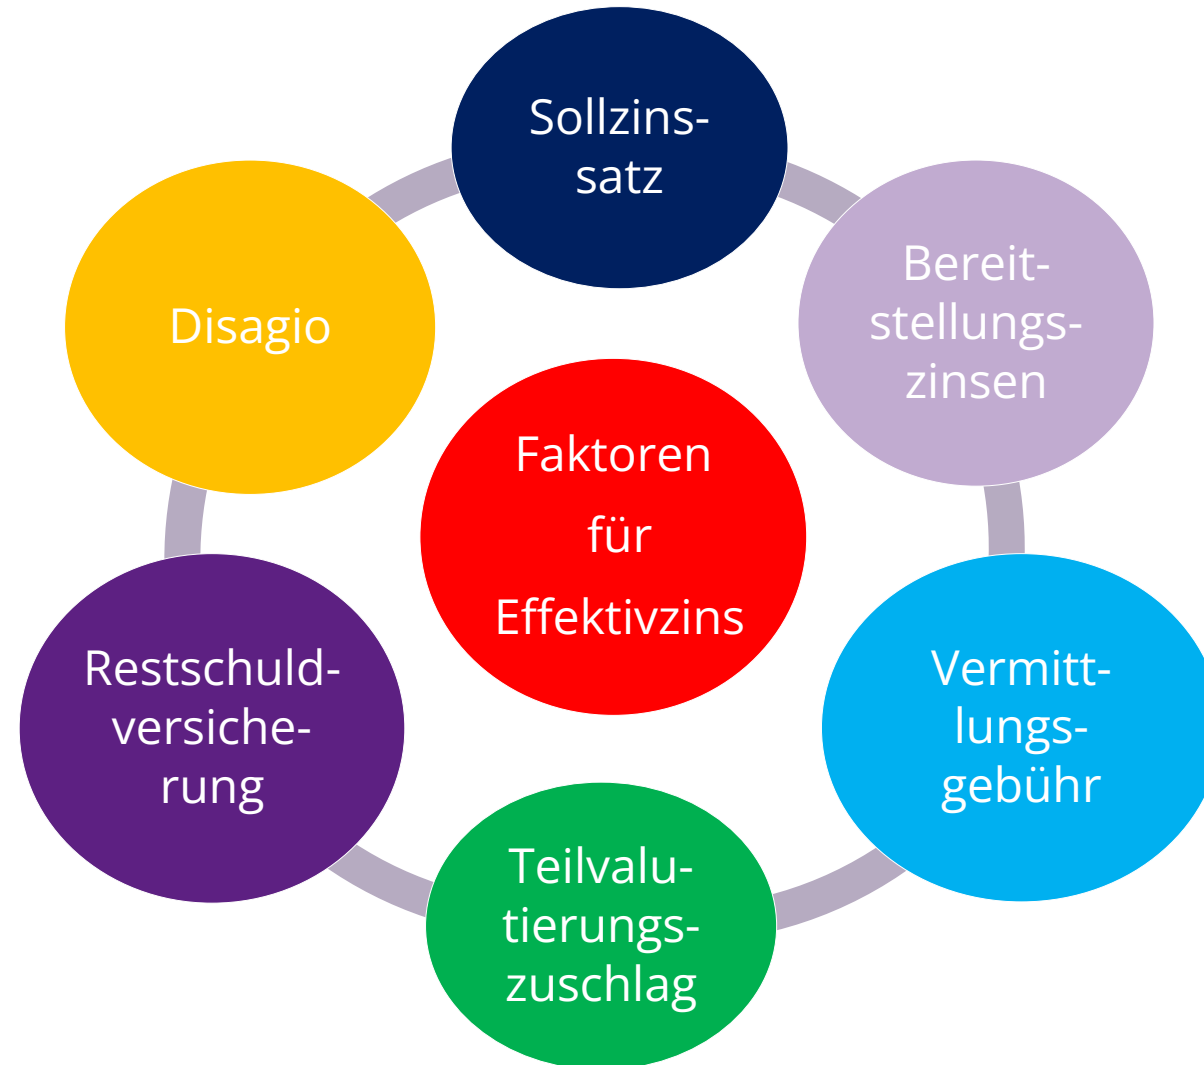 Sollzins-
satz
Disagio
Bereit-
stellungs-
zinsen
Faktoren
für
Effektivzins
Restschuld-
versiche-
rung
Vermitt-
lungs-
gebühr
Teilvalu-
tierungs-
zuschlag